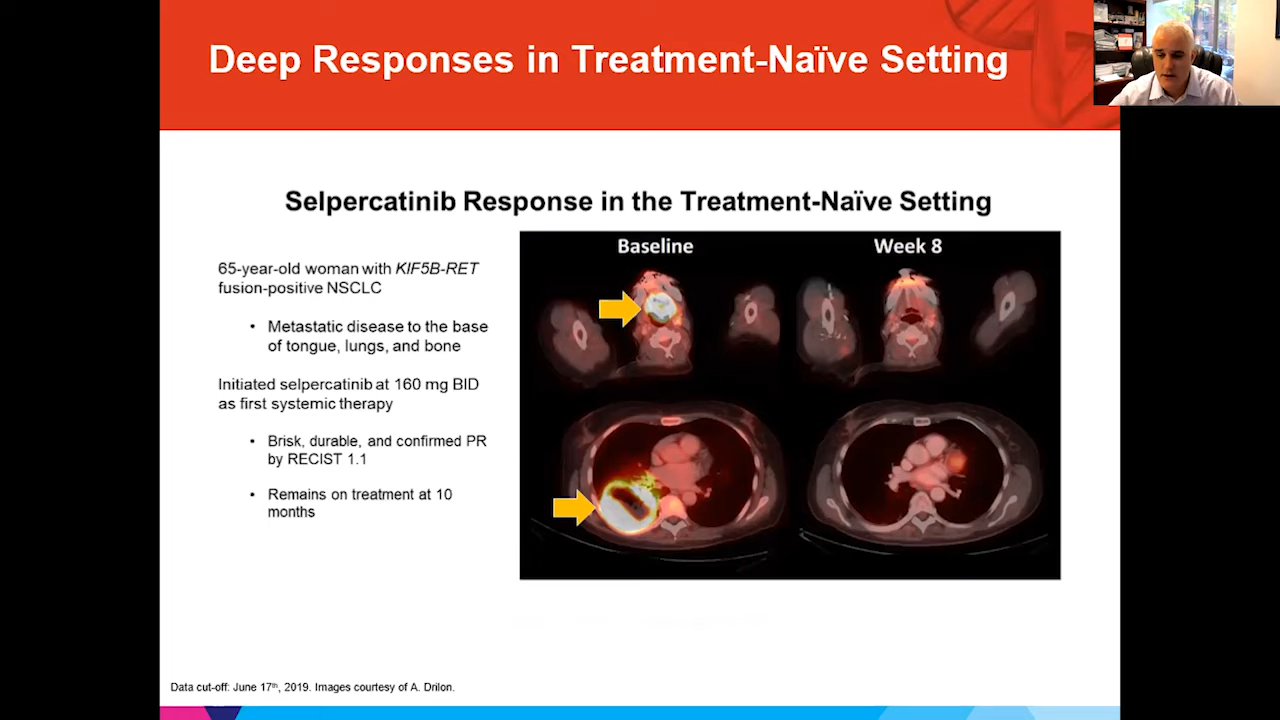 Deep Responses in Treatment-Naïve Setting
Selpercatinib Response in the Treatment-Naïve Setting
65-year-old woman with KIF5B-RET
fusion-positive NSCLC
• Metastatic disease to the base
of tongue, lungs, and bone
Initiated selpercatinib at 160 mg BID
as first systemic therapy
• Brisk, durable, and confirmed PR
by RECIST 1.1
• Remains on treatment at 10
months
Baseline
Week 8
Data cut-off: June 17th, 2019. Images courtesy of A. Drilon.